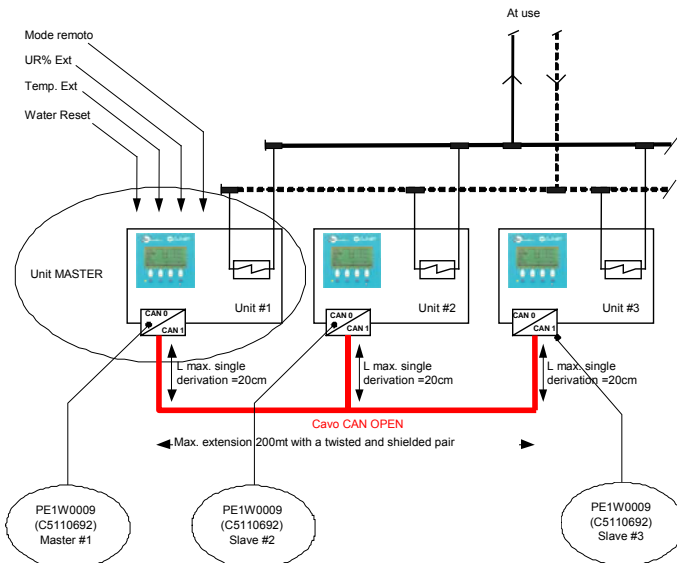 At use
Mode remoto
UR% Ext
Temp. Ext
Water Reset
Unit MASTER
Unit #1
Unit #2
Unit #3
CAN 0
CAN 1
CAN 0
CAN 1
CAN 0
CAN 1
L max. single
derivation =20cm
L max. single
derivation =20cm
L max. single
derivation =20cm
Cavo CAN OPEN
Max. extension 200mt with a twisted and shielded pair
PE1W0009
(C5110692)
Master #1
PE1W0009
(C5110692)
Slave #2
PE1W0009
(C5110692)
Slave #3